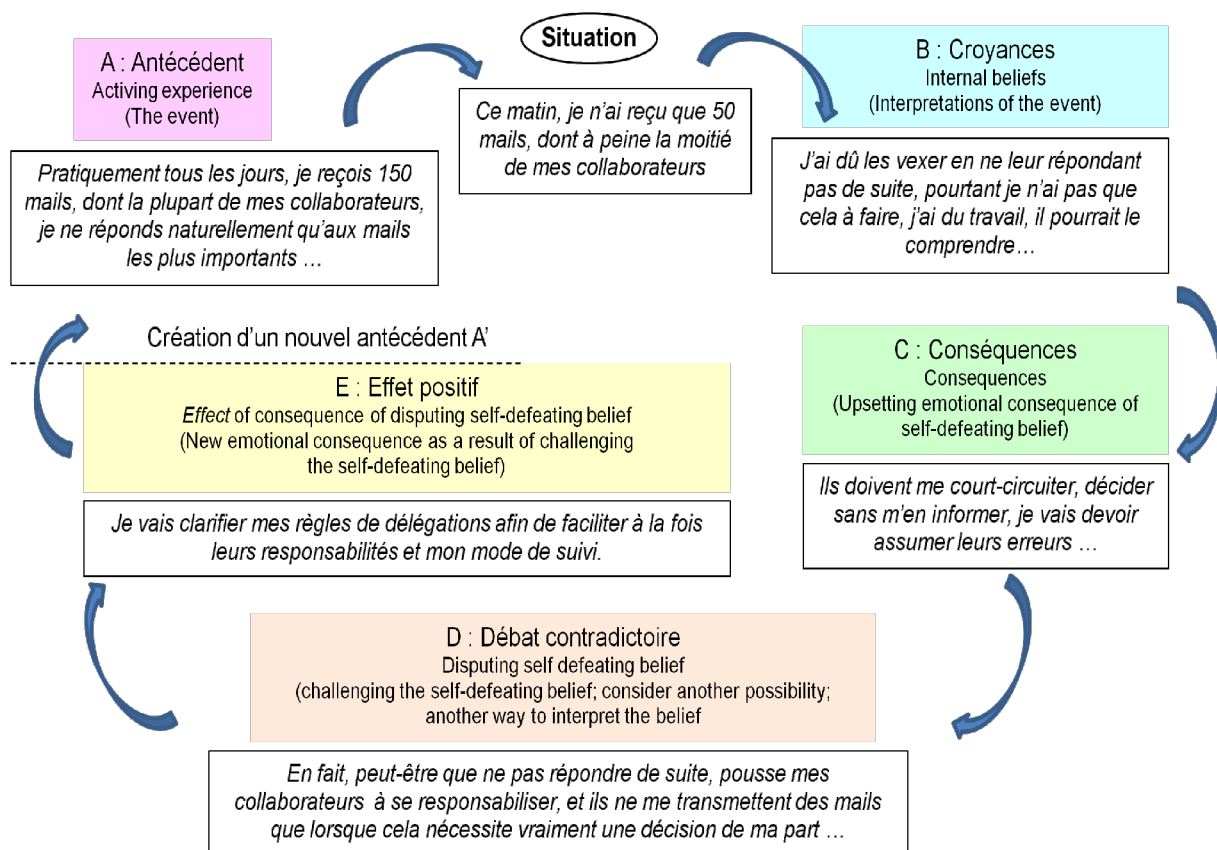 Situation
A : Antécédent
Activing experience
(The event)
Pratiquement tous les jours, je reçois 150
mails, dont la plupart de mes collaborateurs,
je ne réponds naturellement qu'aux mails
les plus importants …
Ce matin, je n'ai reçu que 50
mails, dont à peine la moitié
de mes collaborateurs
B : Croyances
Internal beliefs
(Interpretations of the event)
J'ai dû les vexer en ne leur répondant
pas de suite, pourtant je n'ai pas que
cela à faire, j'ai du travail, il pourrait le
comprendre…
C : Conséquences
Consequences
(Upsetting emotional consequence of
self-defeating belief)
Ils doivent me court-circuiter, décider
sans m'en informer, je vais devoir
assumer leurs erreurs …
D : Débat contradictoire
Disputing self defeating belief
(challenging the self-defeating belief; consider another possibility;
another way to interpret the belief
En fait, peut-être que ne pas répondre de suite, pousse mes
collaborateurs à se responsabiliser, et ils ne me transmettent des mails
que lorsque cela nécessite vraiment une décision de ma part …
Création d'un nouvel antécédent A'
E : Effet positif
Effect of consequence of disputing self-defeating belief
(New emotional consequence as a result of challenging
the self-defeating belief)
Je vais clarifier mes règles de délégations afin de faciliter à la fois
leurs responsabilités et mon mode de suivi.